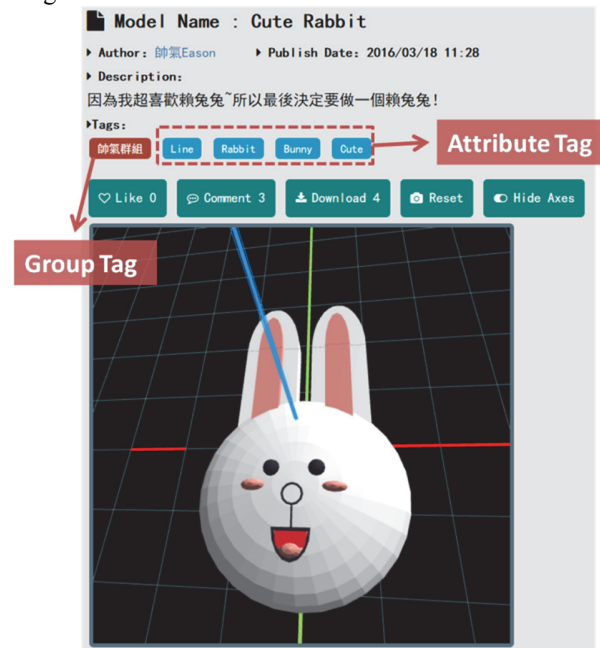 Model Name : Cute Rabbit
Author: 帥氣Eason Publish Date: 2016/03/18 11:28
Description:
因為我超喜歡賴兔兔~所以最後決定要做一個賴兔兔!
Tags:
帥氣群組 Line Rabbit Bunny Cute
Attribute Tag
Like 0 Comment 3 Download 4 Reset Hide Axes
Group Tag